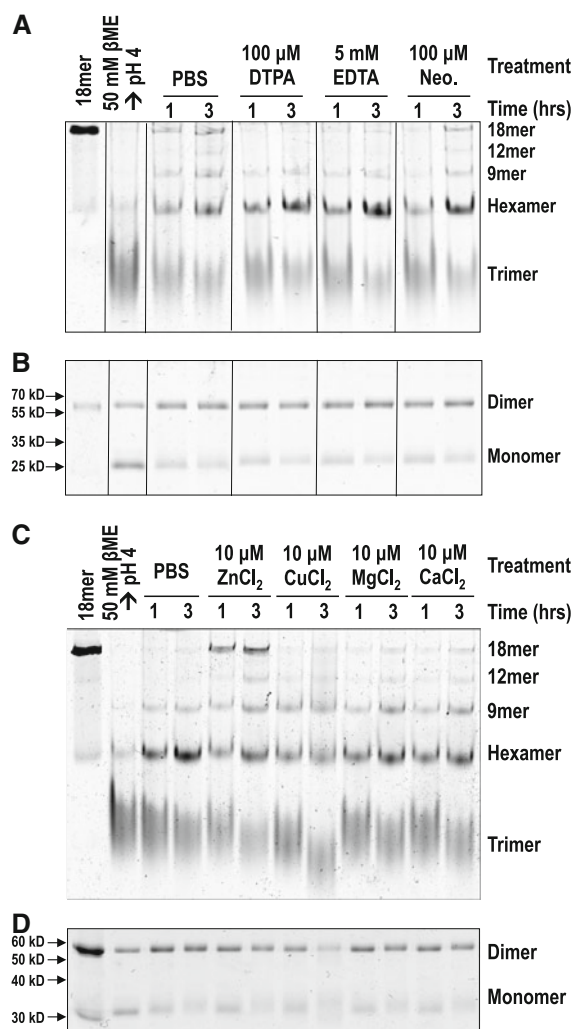 A
18mer
50 mM βME
→ pH 4
PBS
100 µM
DTPA
5 mM
EDTA
100 µM
Neo.
Treatment
1 3 1 3 1 3 1 3 Time (hrs)
18mer
12mer
9mer
Hexamer
Trimer
B
70 kD→
55 kD→
35 kD→
25 kD→
Dimer
Monomer
C
18mer
50 mM βME
→ pH 4
PBS
10 µM
ZnCl₂
10 µM
CuCl₂
10 µM
MgCl₂
10 µM
CaCl₂
Treatment
1 3 1 3 1 3 1 3 1 3 Time (hrs)
18mer
12mer
9mer
Hexamer
Trimer
D
60 kD→
50 kD→
40 kD→
30 kD→
Dimer
Monomer